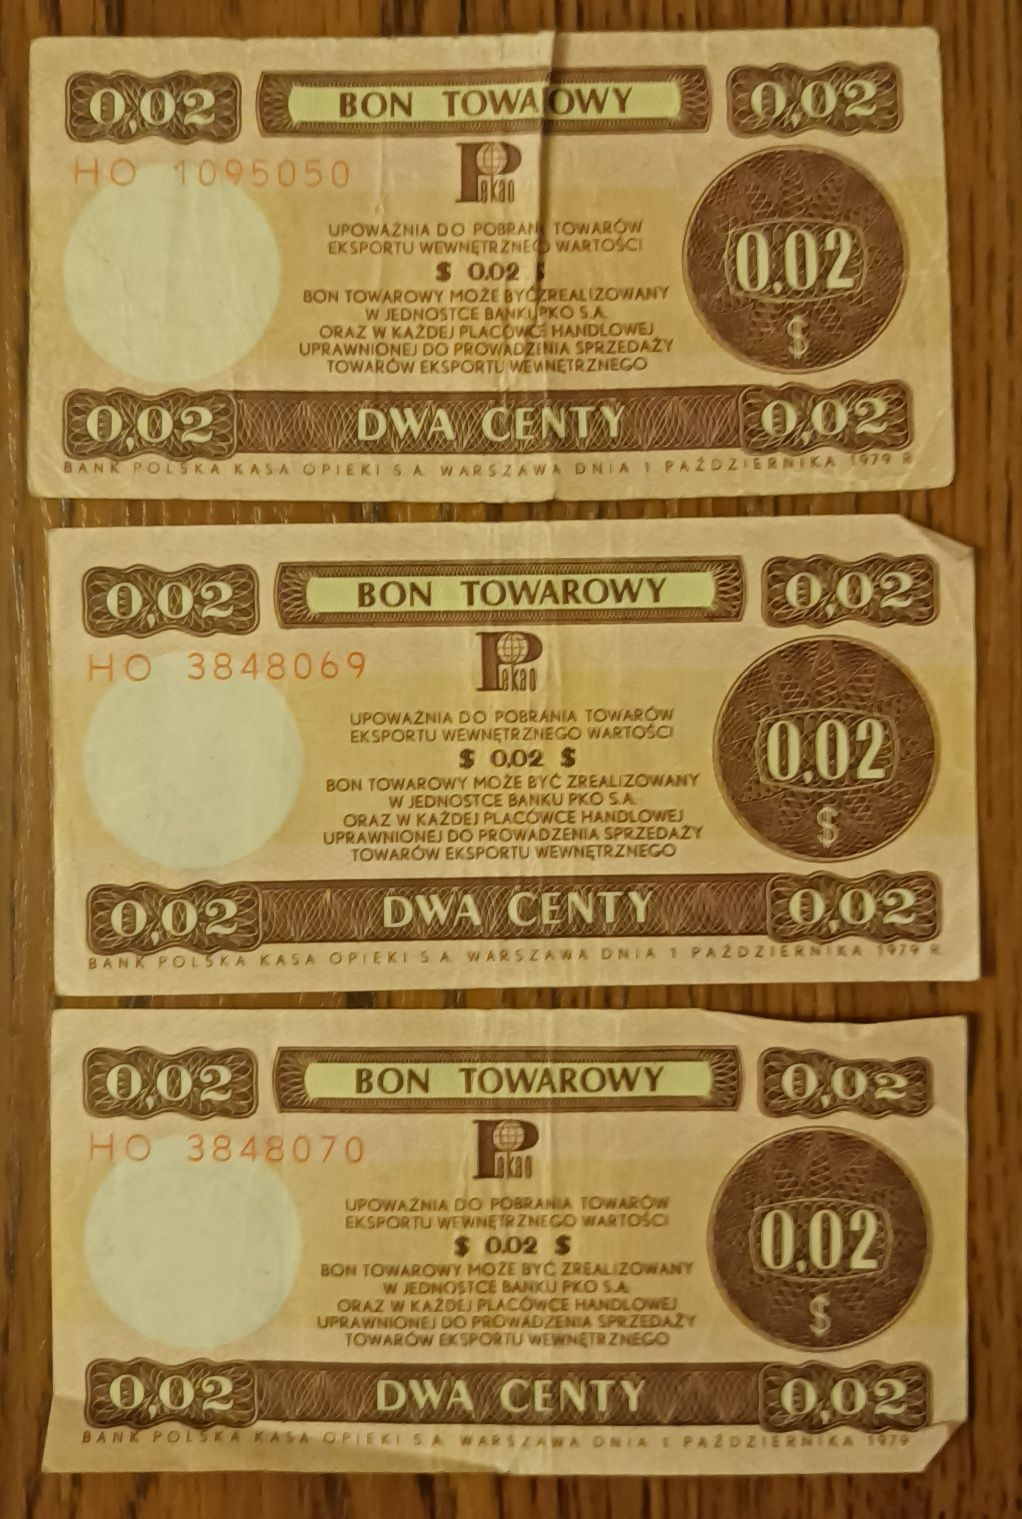 0,02 BON TOWA OWY 0,02
HO 1095050
Pekao
UPOWAŻNIA DO POBRAN TOWARÓW
EKSPORTU WEWNĘTRZNEGO WARTOŚCI
$ 0.02 $
0,02
$
BON TOWAROWY MOŻE BYĆ ZREALIZOWANY
W JEDNOSTCE BANKU PKO S.A.
ORAZ W KAŻDEJ PLACÓWCE HANDLOWEJ
UPRAWNIONEJ DO PROWADZENIA SPRZEDAŻY
TOWARÓW EKSPORTU WEWNĘTRZNEGO
0,02 DWA CENTY 0,02
BANK POLSKA KASA OPIEKI S.A. WARSZAWA DNIA 1 PAŹDZIERNIKA 1979 R
0,02 BON TOWAROWY 0,02
HO 3848069
Pekao
UPOWAŻNIA DO POBRANIA TOWARÓW
EKSPORTU WEWNĘTRZNEGO WARTOŚCI
$ 0,02 $
0,02
$
BON TOWAROWY MOŻE BYĆ ZREALIZOWANY
W JEDNOSTCE BANKU PKO S.A.
ORAZ W KAŻDEJ PLACÓWCE HANDLOWEJ
UPRAWNIONEJ DO PROWADZENIA SPRZEDAŻY
TOWARÓW EKSPORTU WEWNĘTRZNEGO
0,02 DWA CENTY 0,02
BANK POLSKA KASA OPIEKI S.A. WARSZAWA DNIA 1 PAŹDZIERNIKA 1979 R.
0,02 BON TOWAROWY 0,02
HO 3848070
Pekao
UPOWAŻNIA DO POBRANIA TOWARÓW
EKSPORTU WEWNĘTRZNEGO WARTOŚCI
$ 0.02 $
0,02
$
BON TOWAROWY MOŻE BYĆ ZREALIZOWANY
W JEDNOSTCE BANKU PKO S.A.
ORAZ W KAŻDEJ PLACÓWCE HANDLOWEJ
UPRAWNIONEJ DO PROWADZENIA SPRZEDAŻY
TOWARÓW EKSPORTU WEWNĘTRZNEGO
0,02 DWA CENTY 0,02
BANK POLSKA KASA OPIEKI S.A. WARSZAWA DNIA 1 PAŹDZIERNIKA 1979